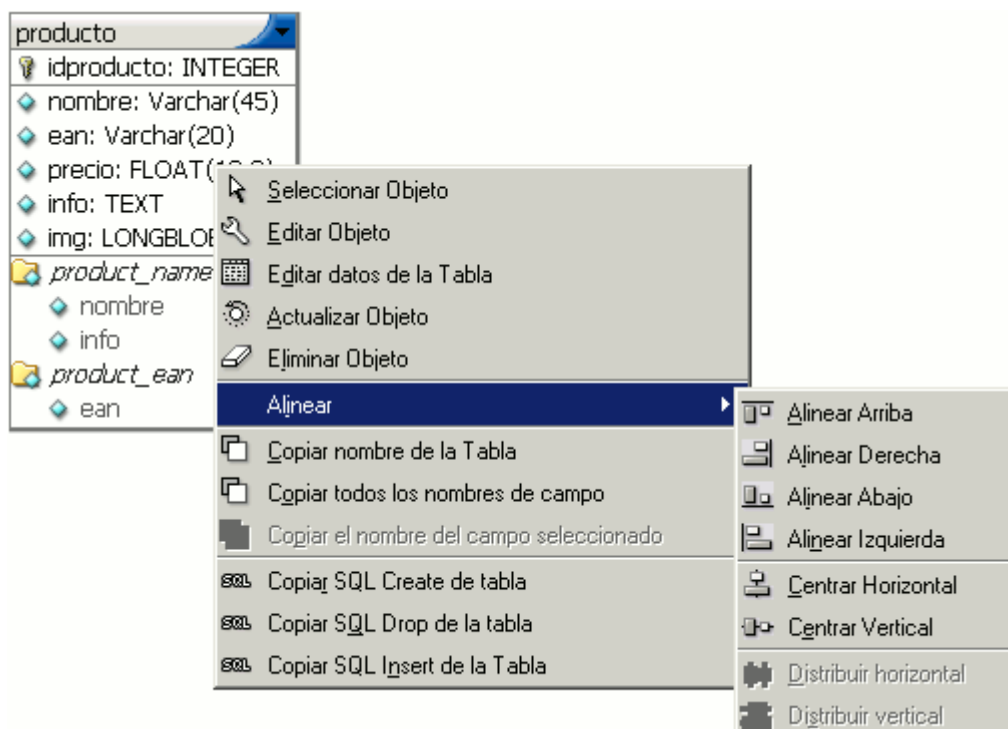 producto
idproducto: INTEGER
nombre: Varchar(45)
ean: Varchar(20)
precio: FLOAT(
info: TEXT
img: LONGBLOB
product_name
nombre
info
product_ean
ean
Seleccionar Objeto
Editar Objeto
Editar datos de la Tabla
Actualizar Objeto
Eliminar Objeto
Alinear
Copiar nombre de la Tabla
Copiar todos los nombres de campo
Copiar el nombre del campo seleccionado
SQL Copiar SQL Create de tabla
SQL Copiar SQL Drop de la tabla
SQL Copiar SQL Insert de la Tabla
Alinear Arriba
Alinear Derecha
Alinear Abajo
Alinear Izquierda
Centrar Horizontal
Centrar Vertical
Distribuir horizontal
Distribuir vertical